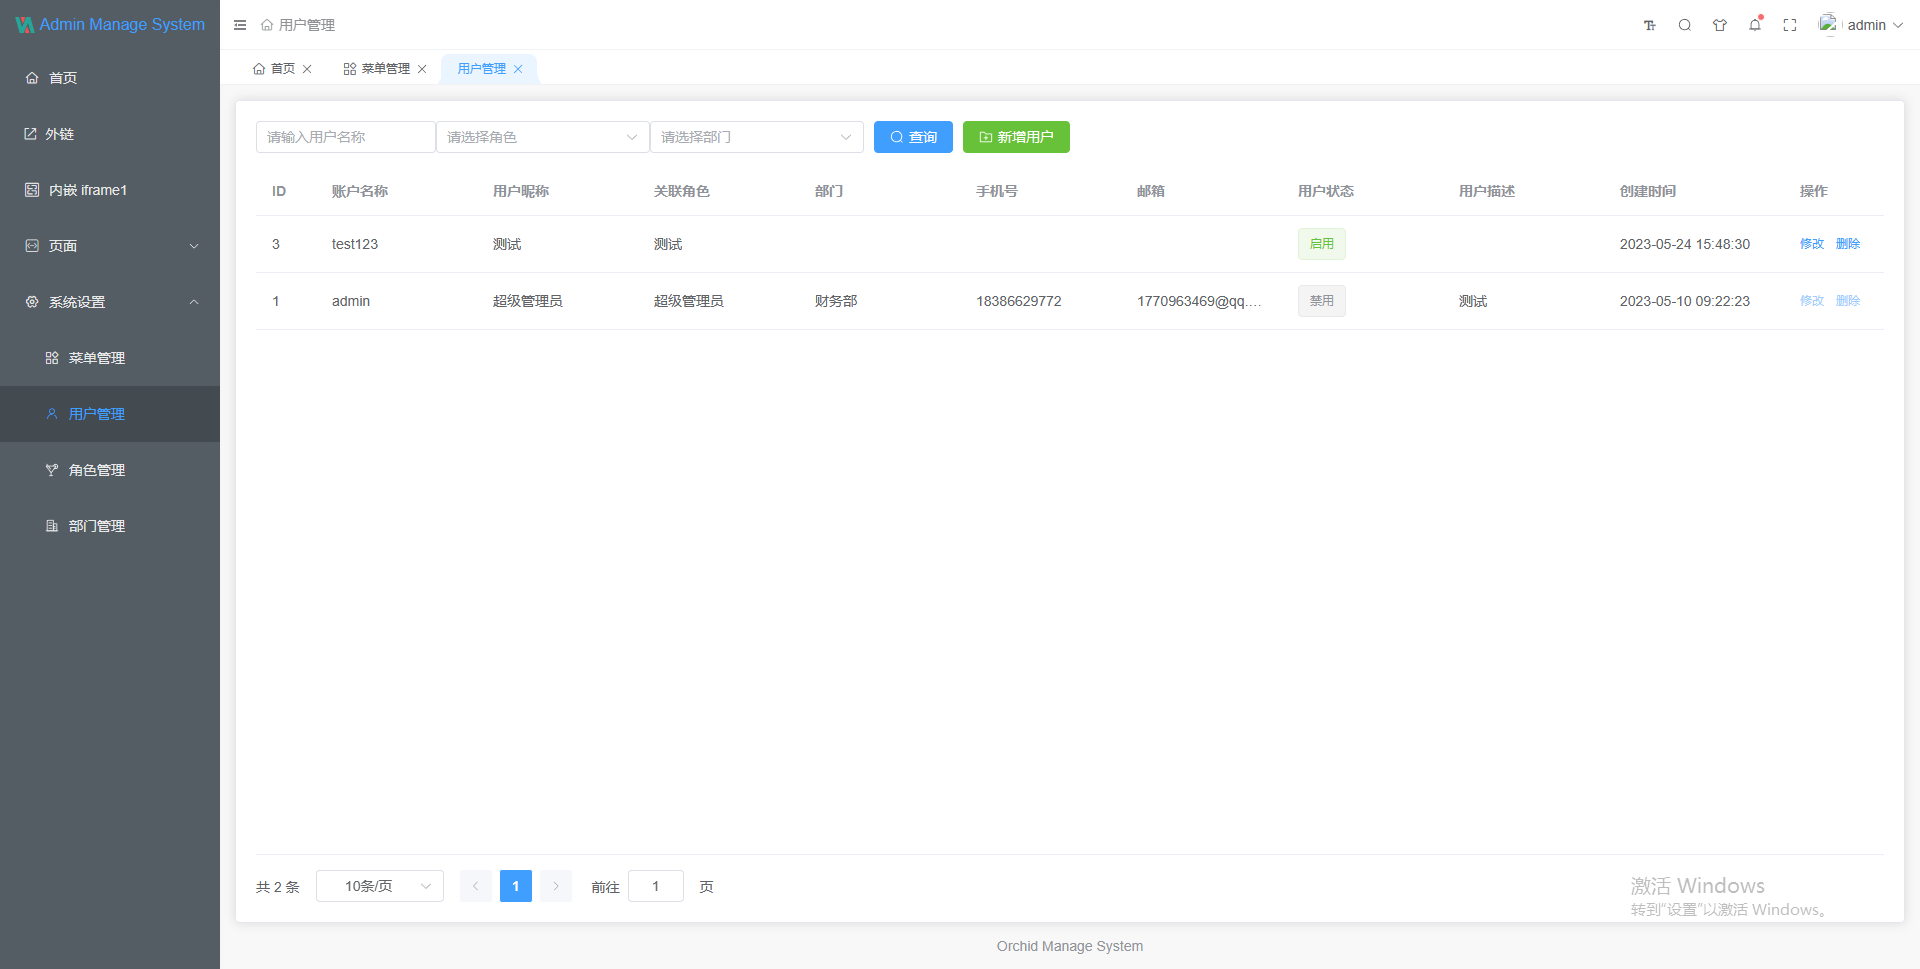 Admin Manage System
用户管理
admin
首页
菜单管理
用户管理
首页
外链
内嵌 iframe1
页面
系统设置
菜单管理
用户管理
角色管理
部门管理
请输入用户名称
请选择角色
请选择部门
查询
新增用户
ID 账户名称 用户昵称 关联角色 部门 手机号 邮箱 用户状态 用户描述 创建时间 操作
3 test123 测试 测试 启用 2023-05-24 15:48:30 修改 删除
1 admin 超级管理员 超级管理员 财务部 18386629772 1770963469@qq.... 禁用 测试 2023-05-10 09:22:23 修改 删除
共 2 条 10条/页 1 前往 1 页
激活 Windows
转到“设置”以激活 Windows。
Orchid Manage System